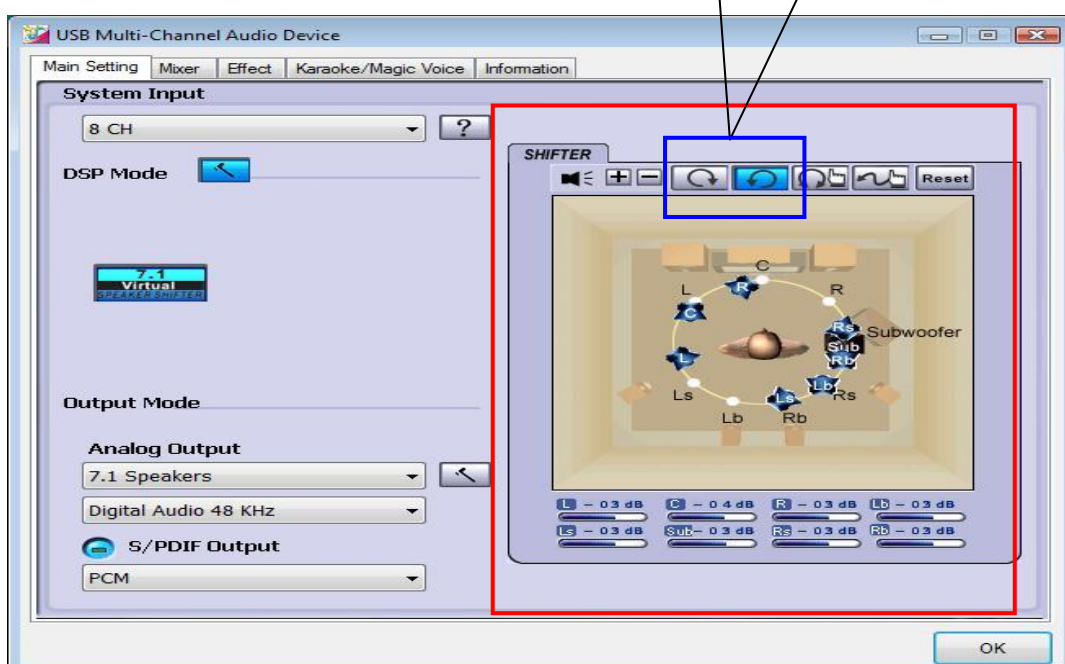 USB Multi-Channel Audio Device
Main Setting Mixer Effect Karaoke/Magic Voice Information
System Input
8 CH
?
DSP Mode
7.1
Virtual
SPEAKER SHIFTER
Output Mode
Analog Output
7.1 Speakers
Digital Audio 48 KHz
S/PDIF Output
PCM
SHIFTER
Reset
C
R
L
R
C
Rs
Subwoofer
Sub
L
Rb
Lb
Ls
Ls
Rs
Lb
Rb
L - 03 dB C - 04 dB R - 03 dB Lb - 03 dB
Ls - 03 dB Sub - 03 dB Rs - 03 dB Rb - 03 dB
OK